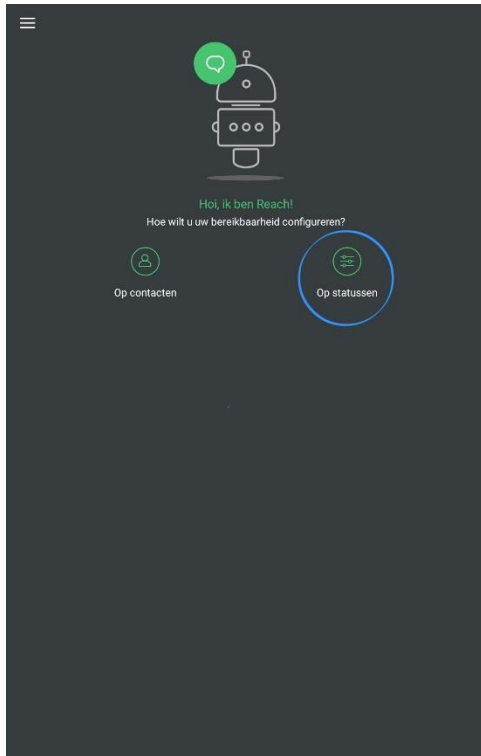 Hoi, ik ben Reach!
Hoe wilt u uw bereikbaarheid configureren?
Op contacten
Op statussen